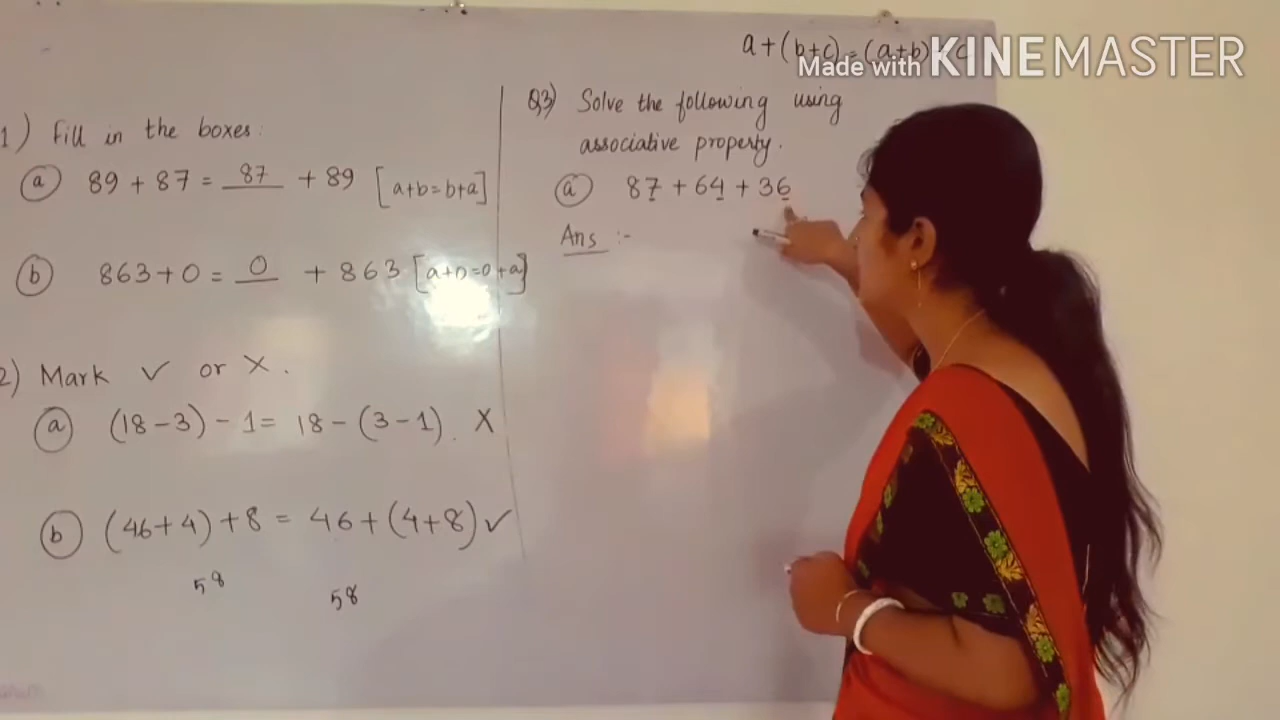 a+(b+c)=(a+b)+c
Made with KINEMASTER
1) Fill in the boxes:
(a) 89 + 87 = 87 + 89 [a+b=b+a]
(b) 863+0 = 0 + 863 [a+0=0+a]
2) Mark ✓ or X.
(a) (18-3)-1= 18-(3-1). X
(b) (46+4)+8 = 46+(4+8) ✓
58 58
Q3) Solve the following using
associative property.
(a) 87 + 64 + 36
Ans :-